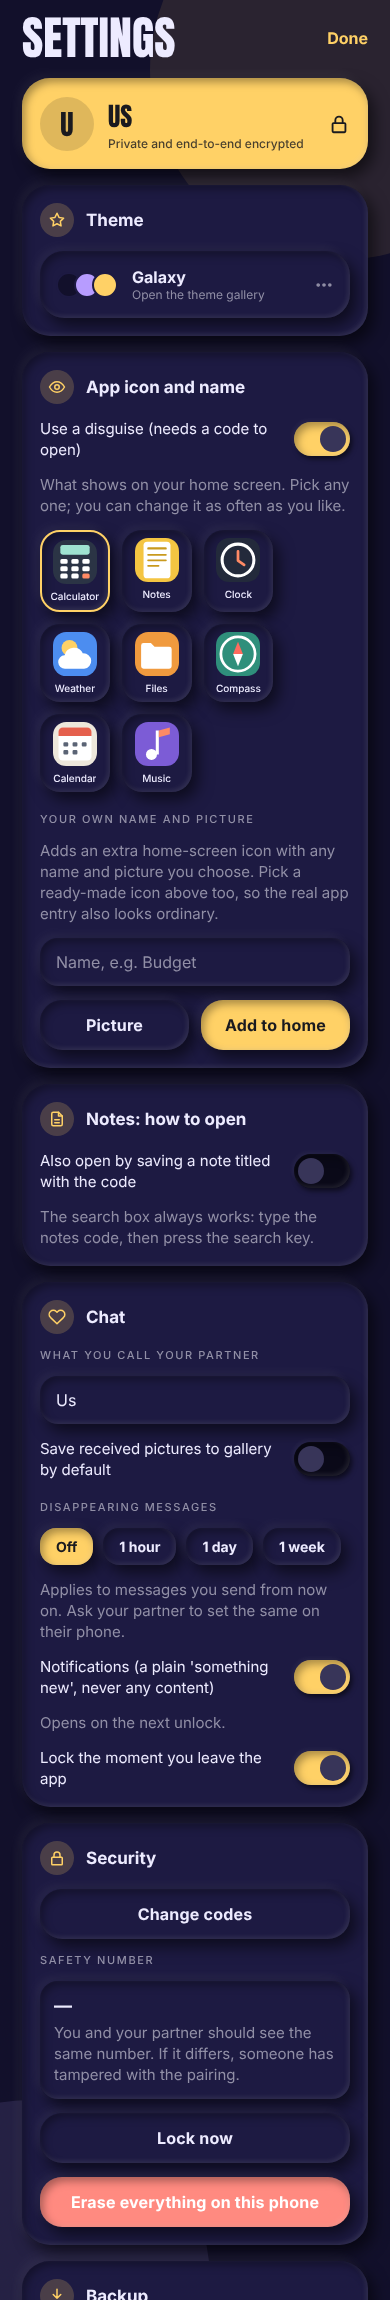 SETTINGS
Done
U
US
Private and end-to-end encrypted
Theme
Galaxy
Open the theme gallery
App icon and name
Use a disguise (needs a code to
open)
What shows on your home screen. Pick any
one; you can change it as often as you like.
Calculator
Notes
Clock
Weather
Files
Compass
Calendar
Music
YOUR OWN NAME AND PICTURE
Adds an extra home-screen icon with any
name and picture you choose. Pick a
ready-made icon above too, so the real app
entry also looks ordinary.
Name, e.g. Budget
Picture
Add to home
Notes: how to open
Also open by saving a note titled
with the code
The search box always works: type the
notes code, then press the search key.
Chat
WHAT YOU CALL YOUR PARTNER
Us
Save received pictures to gallery
by default
DISAPPEARING MESSAGES
Off
1 hour
1 day
1 week
Applies to messages you send from now
on. Ask your partner to set the same on
their phone.
Notifications (a plain 'something
new', never any content)
Opens on the next unlock.
Lock the moment you leave the
app
Security
Change codes
SAFETY NUMBER
—
You and your partner should see the
same number. If it differs, someone has
tampered with the pairing.
Lock now
Erase everything on this phone
Backup